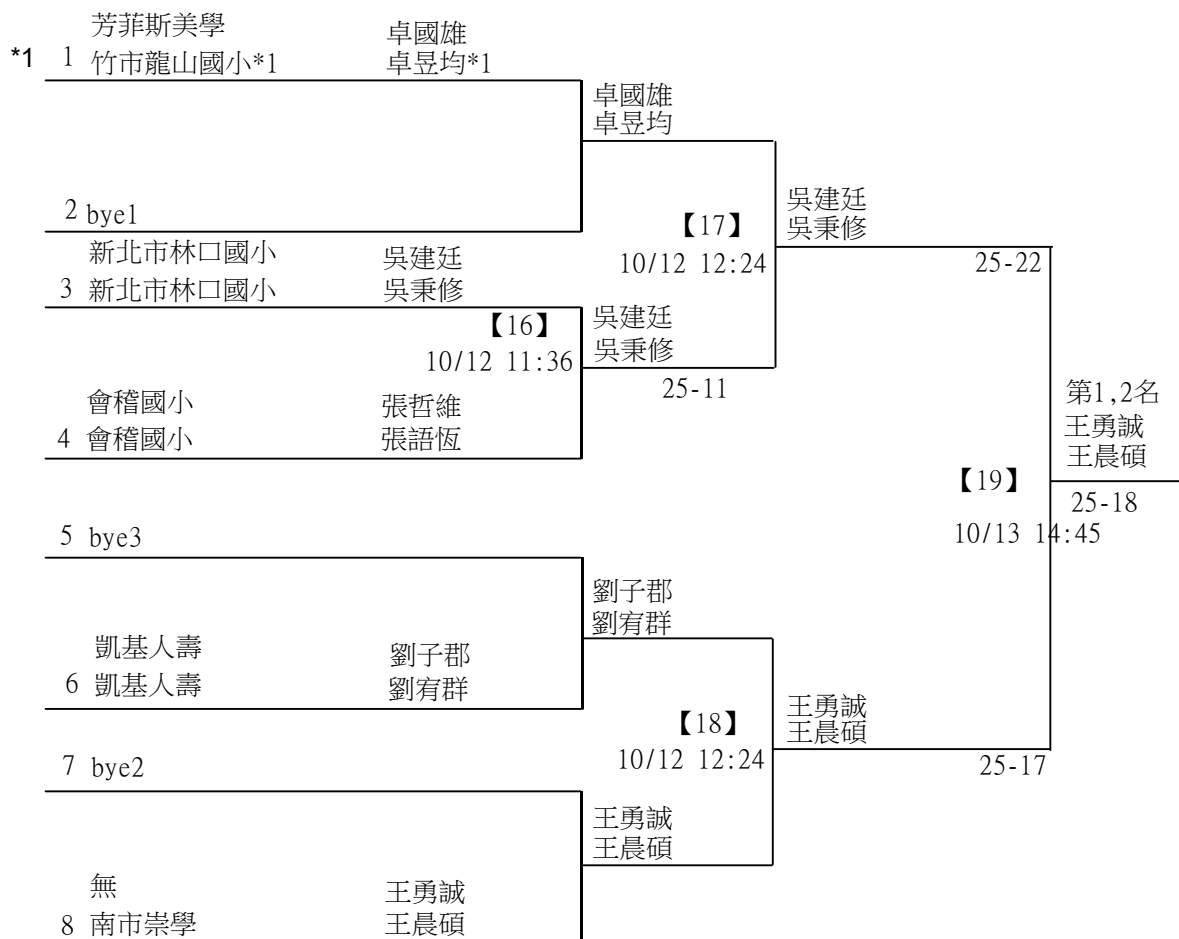 芳菲斯美學 卓國雄
*1 1 竹市龍山國小*1 卓昱均*1
卓國雄
卓昱均
2 bye1
吳建廷
吳秉修
【17】
10/12 12:24
25-22
新北市林口國小 吳建廷
3 新北市林口國小 吳秉修
【16】
10/12 11:36
吳建廷
吳秉修
25-11
會稽國小 張哲維
4 會稽國小 張語恆
第1,2名
王勇誠
王晨碩
【19】
25-18
10/13 14:45
5 bye3
劉子郡
劉宥群
凱基人壽 劉子郡
6 凱基人壽 劉宥群
【18】
10/12 12:24
王勇誠
王晨碩
25-17
7 bye2
王勇誠
王晨碩
無 王勇誠
8 南市崇學 王晨碩